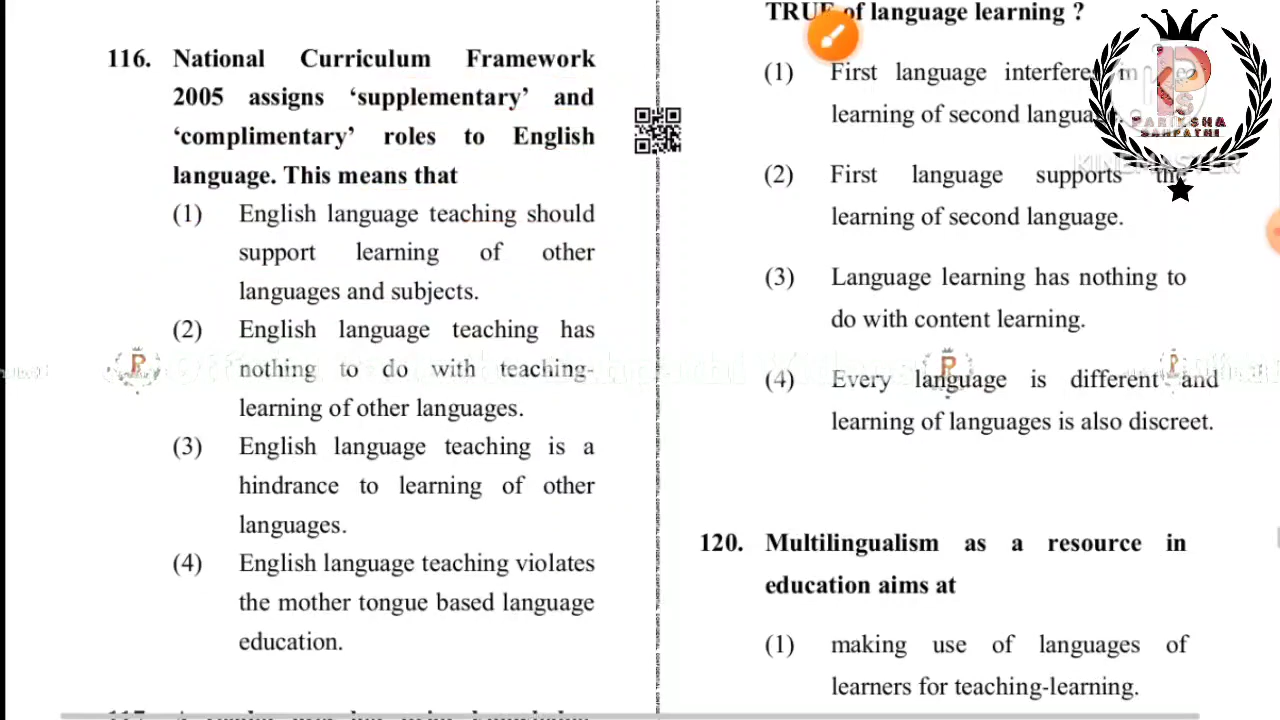 116. National Curriculum Framework
2005 assigns ‘supplementary’ and
‘complimentary’ roles to English
language. This means that
(1) English language teaching should
support learning of other
languages and subjects.
(2) English language teaching has
nothing to do with teaching-
learning of other languages.
(3) English language teaching is a
hindrance to learning of other
languages.
(4) English language teaching violates
the mother tongue based language
education.
TRUE of language learning ?
(1) First language interfere
learning of second
(2) First language supports the
learning of second language.
(3) Language learning has nothing to
do with content learning.
(4) Every language is different and
learning of languages is also discreet.
120. Multilingualism as a resource in
education aims at
(1) making use of languages of
learners for teaching-learning.
PARIKSHA
SARPATHI
KINEMASTER